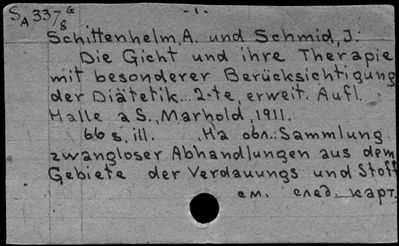 SA 337/8 G
-1.-
Schittenhelm, A. und Schmid, J.
Die Gicht und ihre Therapie
mit besonderer Berücksichtigung
der Diätetik. 2-te, erweit. Aufl.
Halle a S., Marhold, 1911.
66 s. ill. На обл.: Sammlung
zwangloser Abhandlungen aus dem
Gebiete der Verdauungs und Stoff
см. след. карт.